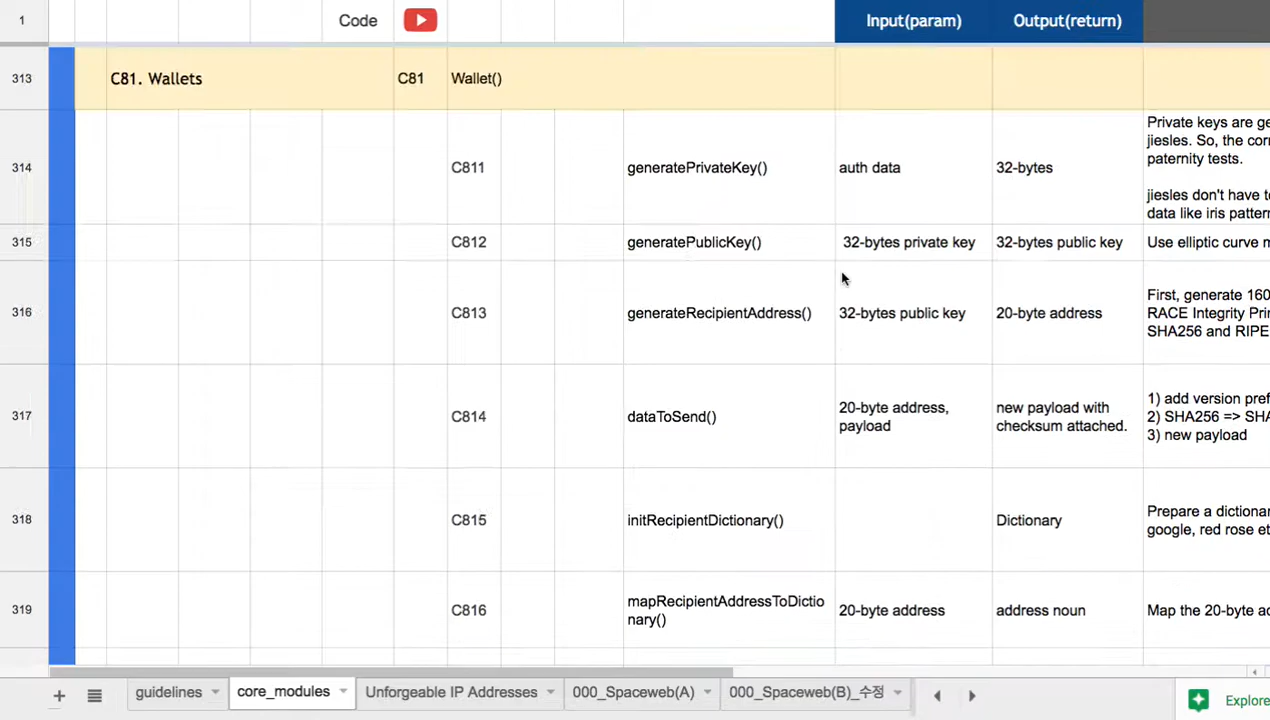 1 Code Input(param) Output(return)
313 C81. Wallets C81 Wallet()
Private keys are ge
jiesles. So, the cor
paternity tests.
314 C811 generatePrivateKey() auth data 32-bytes
jiesles don't have t
data like iris pattern
315 C812 generatePublicKey() 32-bytes private key 32-bytes public key Use elliptic curve m
First, generate 160
316 C813 generateRecipientAddress() 32-bytes public key 20-byte address RACE Integrity Prin
SHA256 and RIPE
1) add version pref
317 C814 dataToSend() 20-byte address, payload new payload with checksum attached. 2) SHA256 => SHA
3) new payload
318 C815 initRecipientDictionary() Dictionary Prepare a dictionar
google, red rose et
319 C816 mapRecipientAddressToDictio
nary() 20-byte address address noun Map the 20-byte ad
guidelines core_modules Unforgeable IP Addresses 000_Spaceweb(A) 000_Spaceweb(B)_수정 Explore